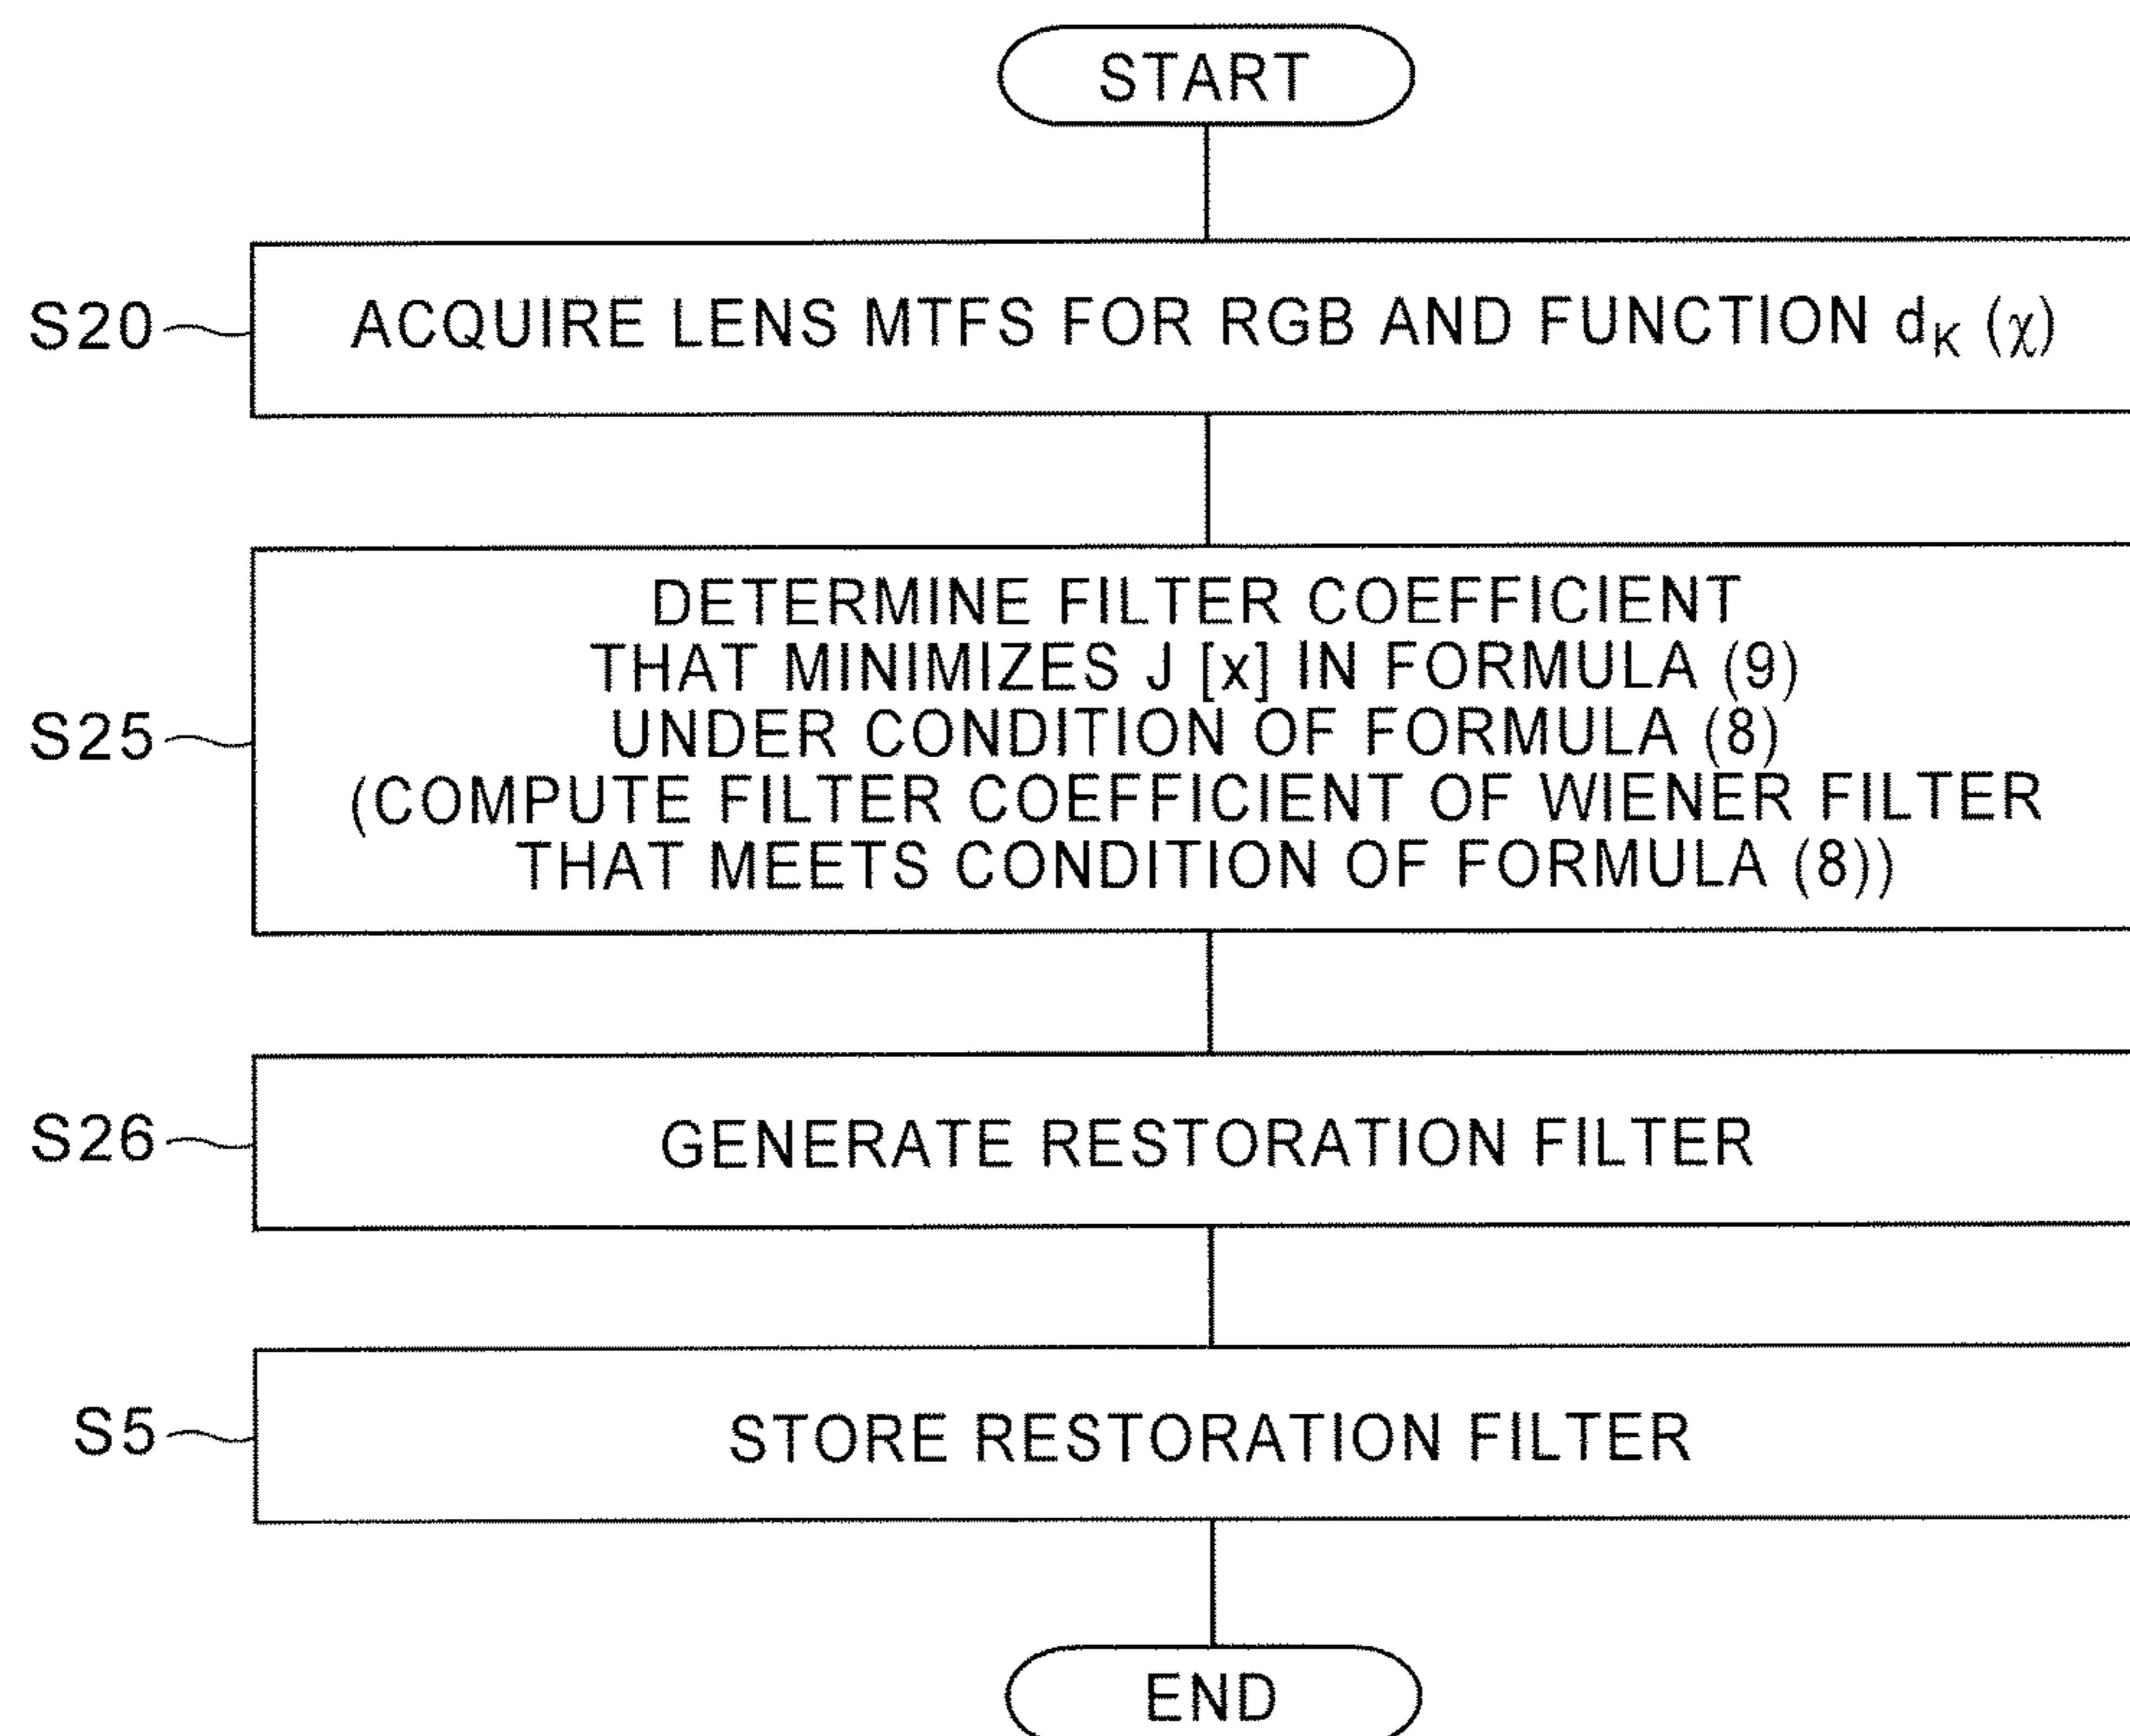 START
S20 ACQUIRE LENS MTFS FOR RGB AND FUNCTION dK (χ)
DETERMINE FILTER COEFFICIENT
THAT MINIMIZES J [x] IN FORMULA (9)
S25 UNDER CONDITION OF FORMULA (8)
(COMPUTE FILTER COEFFICIENT OF WIENER FILTER
THAT MEETS CONDITION OF FORMULA (8))
S26 GENERATE RESTORATION FILTER
S5 STORE RESTORATION FILTER
END